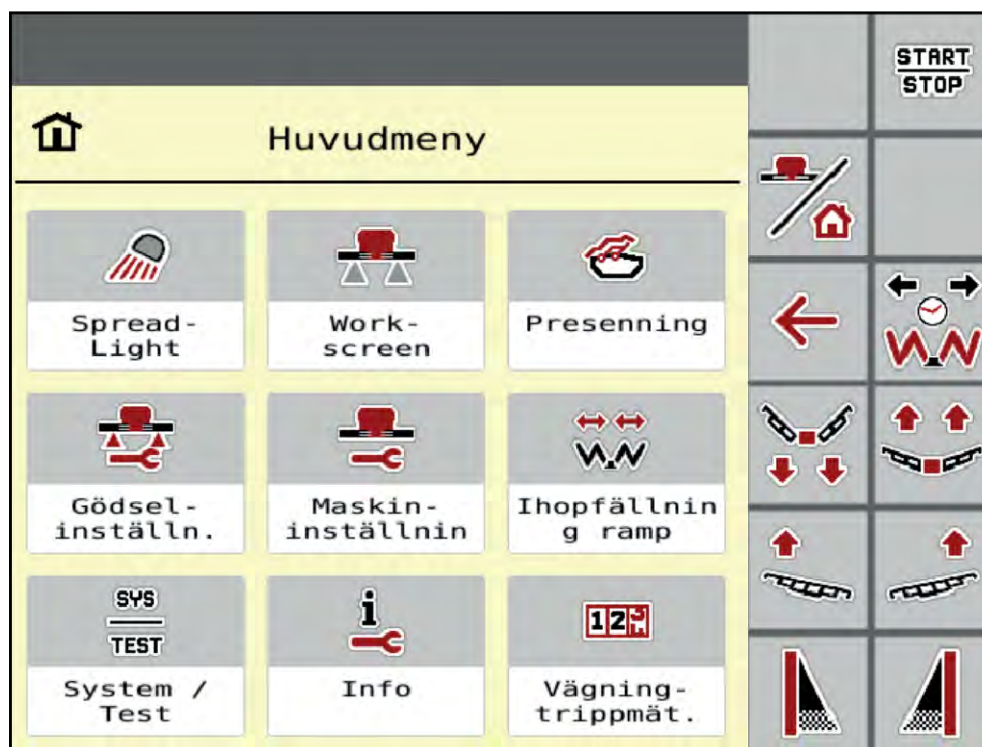 START
STOP
Huvudmeny
Spread-
Light
Work-
screen
Presenning
Gödsel-
inställn.
Maskin-
inställnin
Ihopfällnin
g ramp
SYS
TEST
System /
Test
i
Info
12
Vägning-
trippmät.